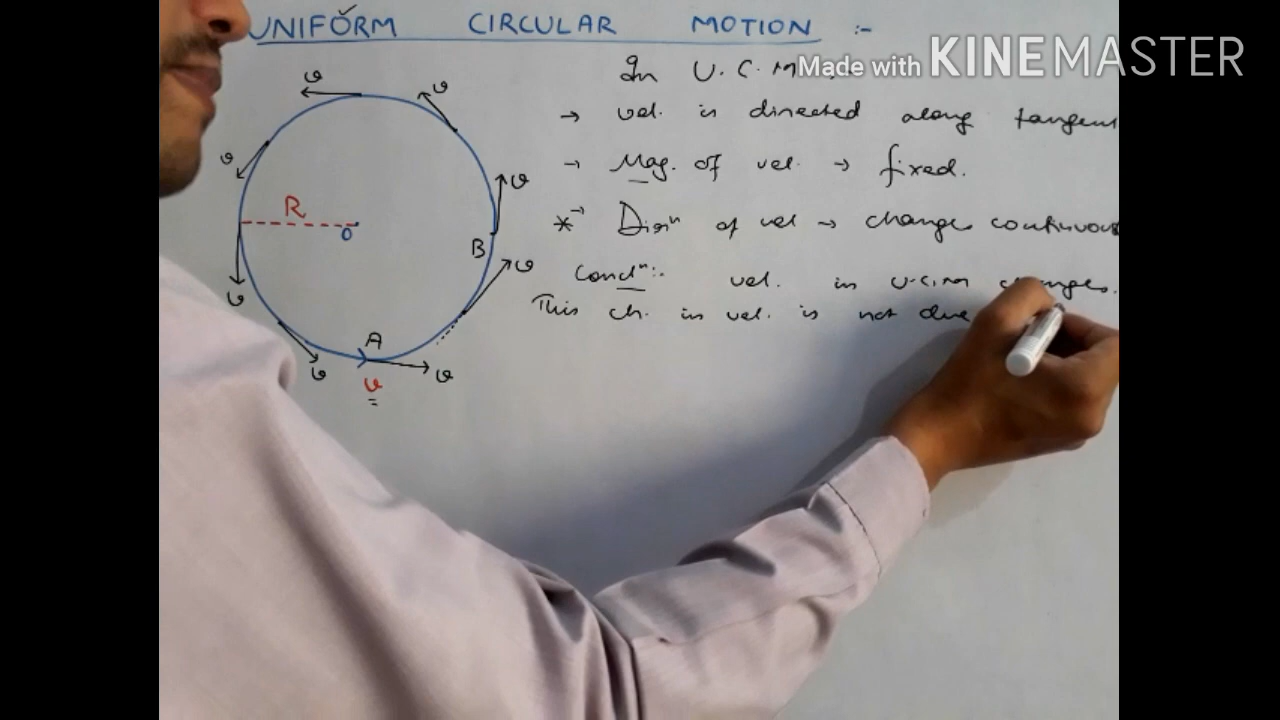 UNIFORM CIRCULAR MOTION :-
Made with KINEMASTER
In U.C.M
→ vel. is directed along tangent
→ Mag. of vel. → fixed.
*→ Dirⁿ of vel → changes continuous
Condⁿ:- vel. in U.C.M changes.
This ch. in vel. is not due
v
v
v
v
R
O
B
v
v
A
v
v
v